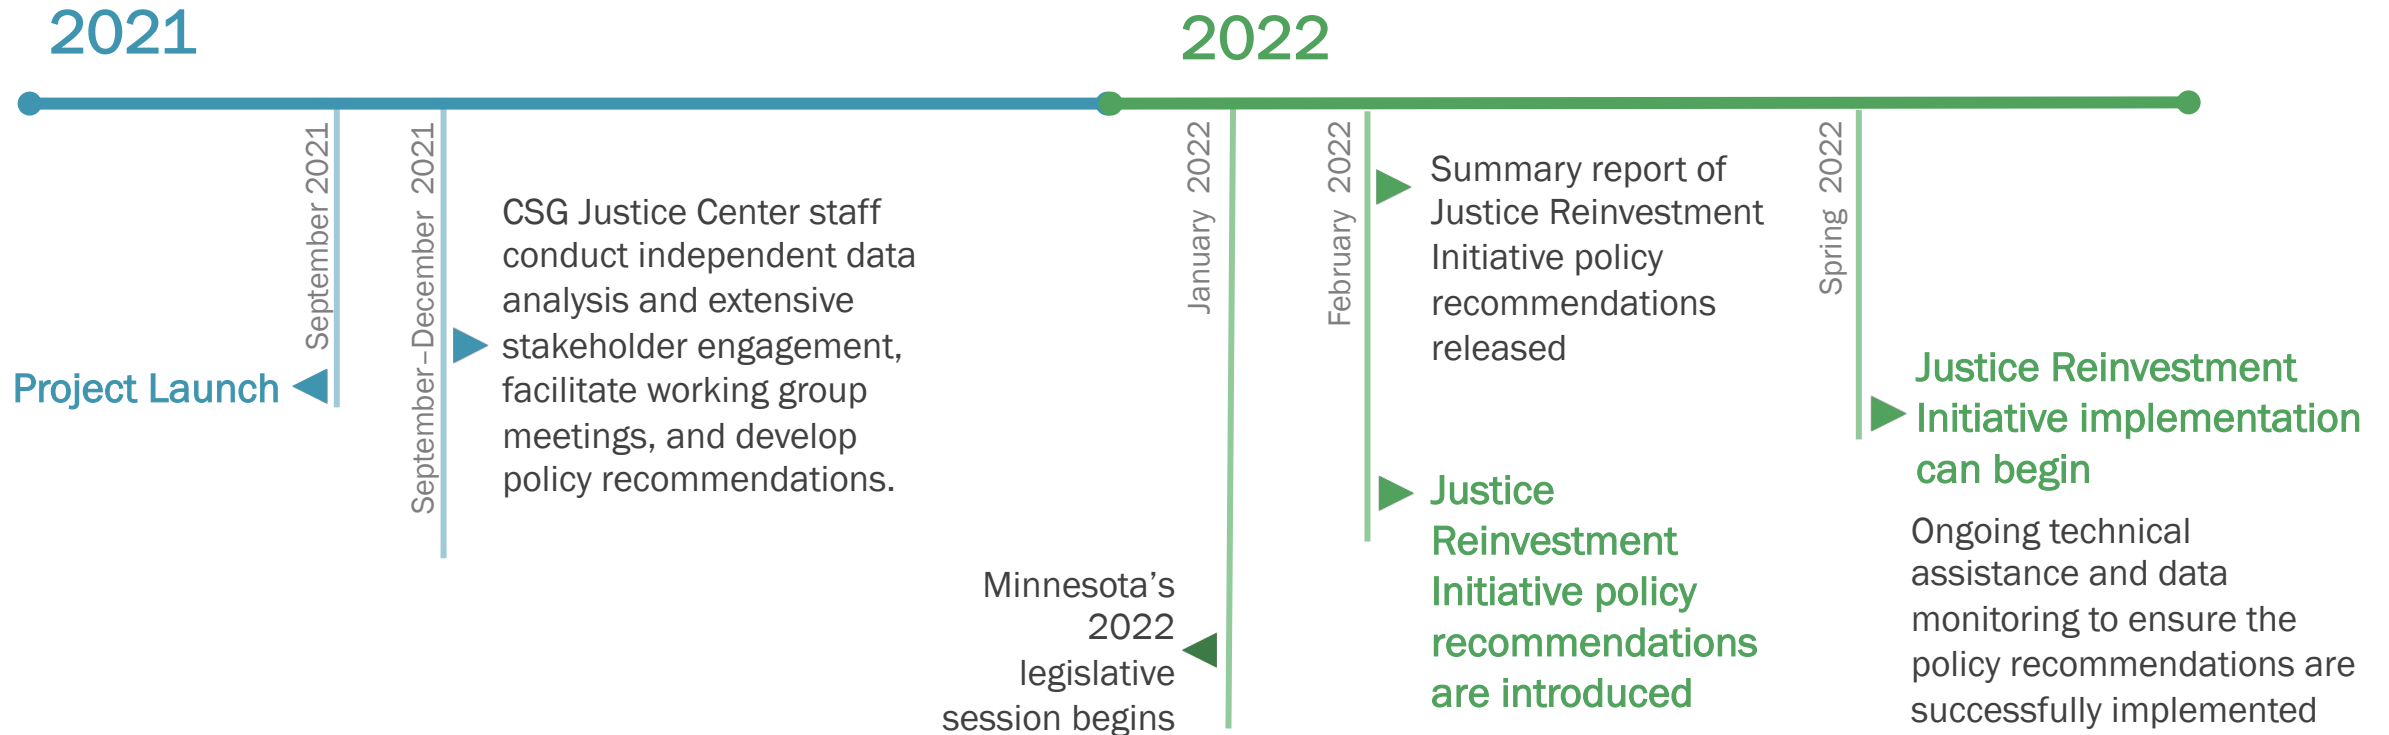 2021
2022
September 2021
Project Launch
September–December 2021
CSG Justice Center staff
conduct independent data
analysis and extensive
stakeholder engagement,
facilitate working group
meetings, and develop
policy recommendations.
January 2022
Minnesota’s
2022
legislative
session begins
February 2022
Summary report of
Justice Reinvestment
Initiative policy
recommendations
released
Justice
Reinvestment
Initiative policy
recommendations
are introduced
Spring 2022
Justice Reinvestment
Initiative implementation
can begin
Ongoing technical
assistance and data
monitoring to ensure the
policy recommendations are
successfully implemented